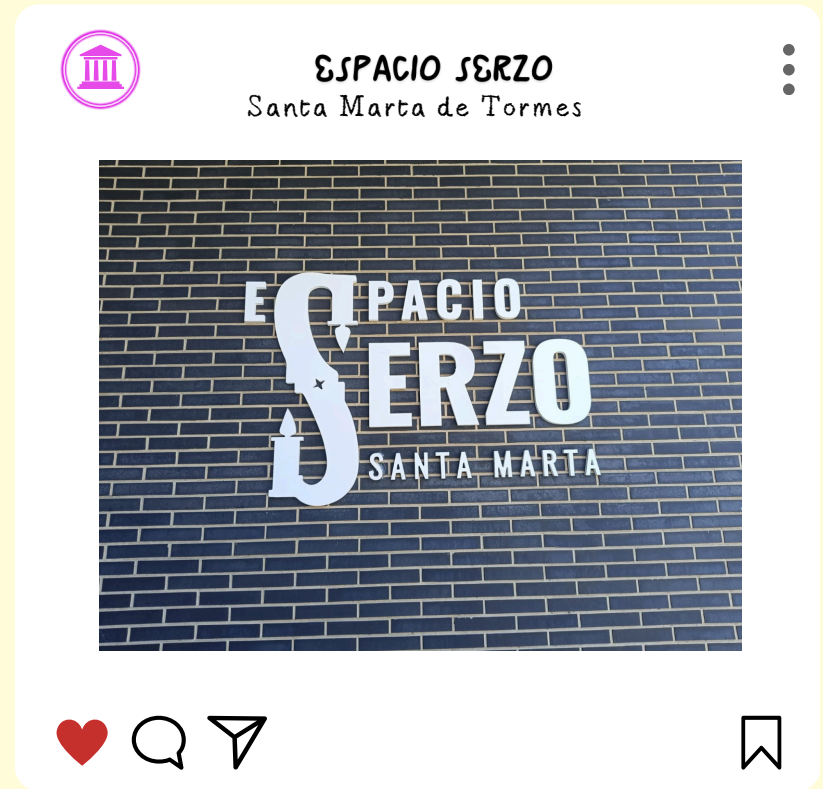 ESPACIO SERZO
Santa Marta de Tormes
ESPACIO
SERZO
SANTA MARTA